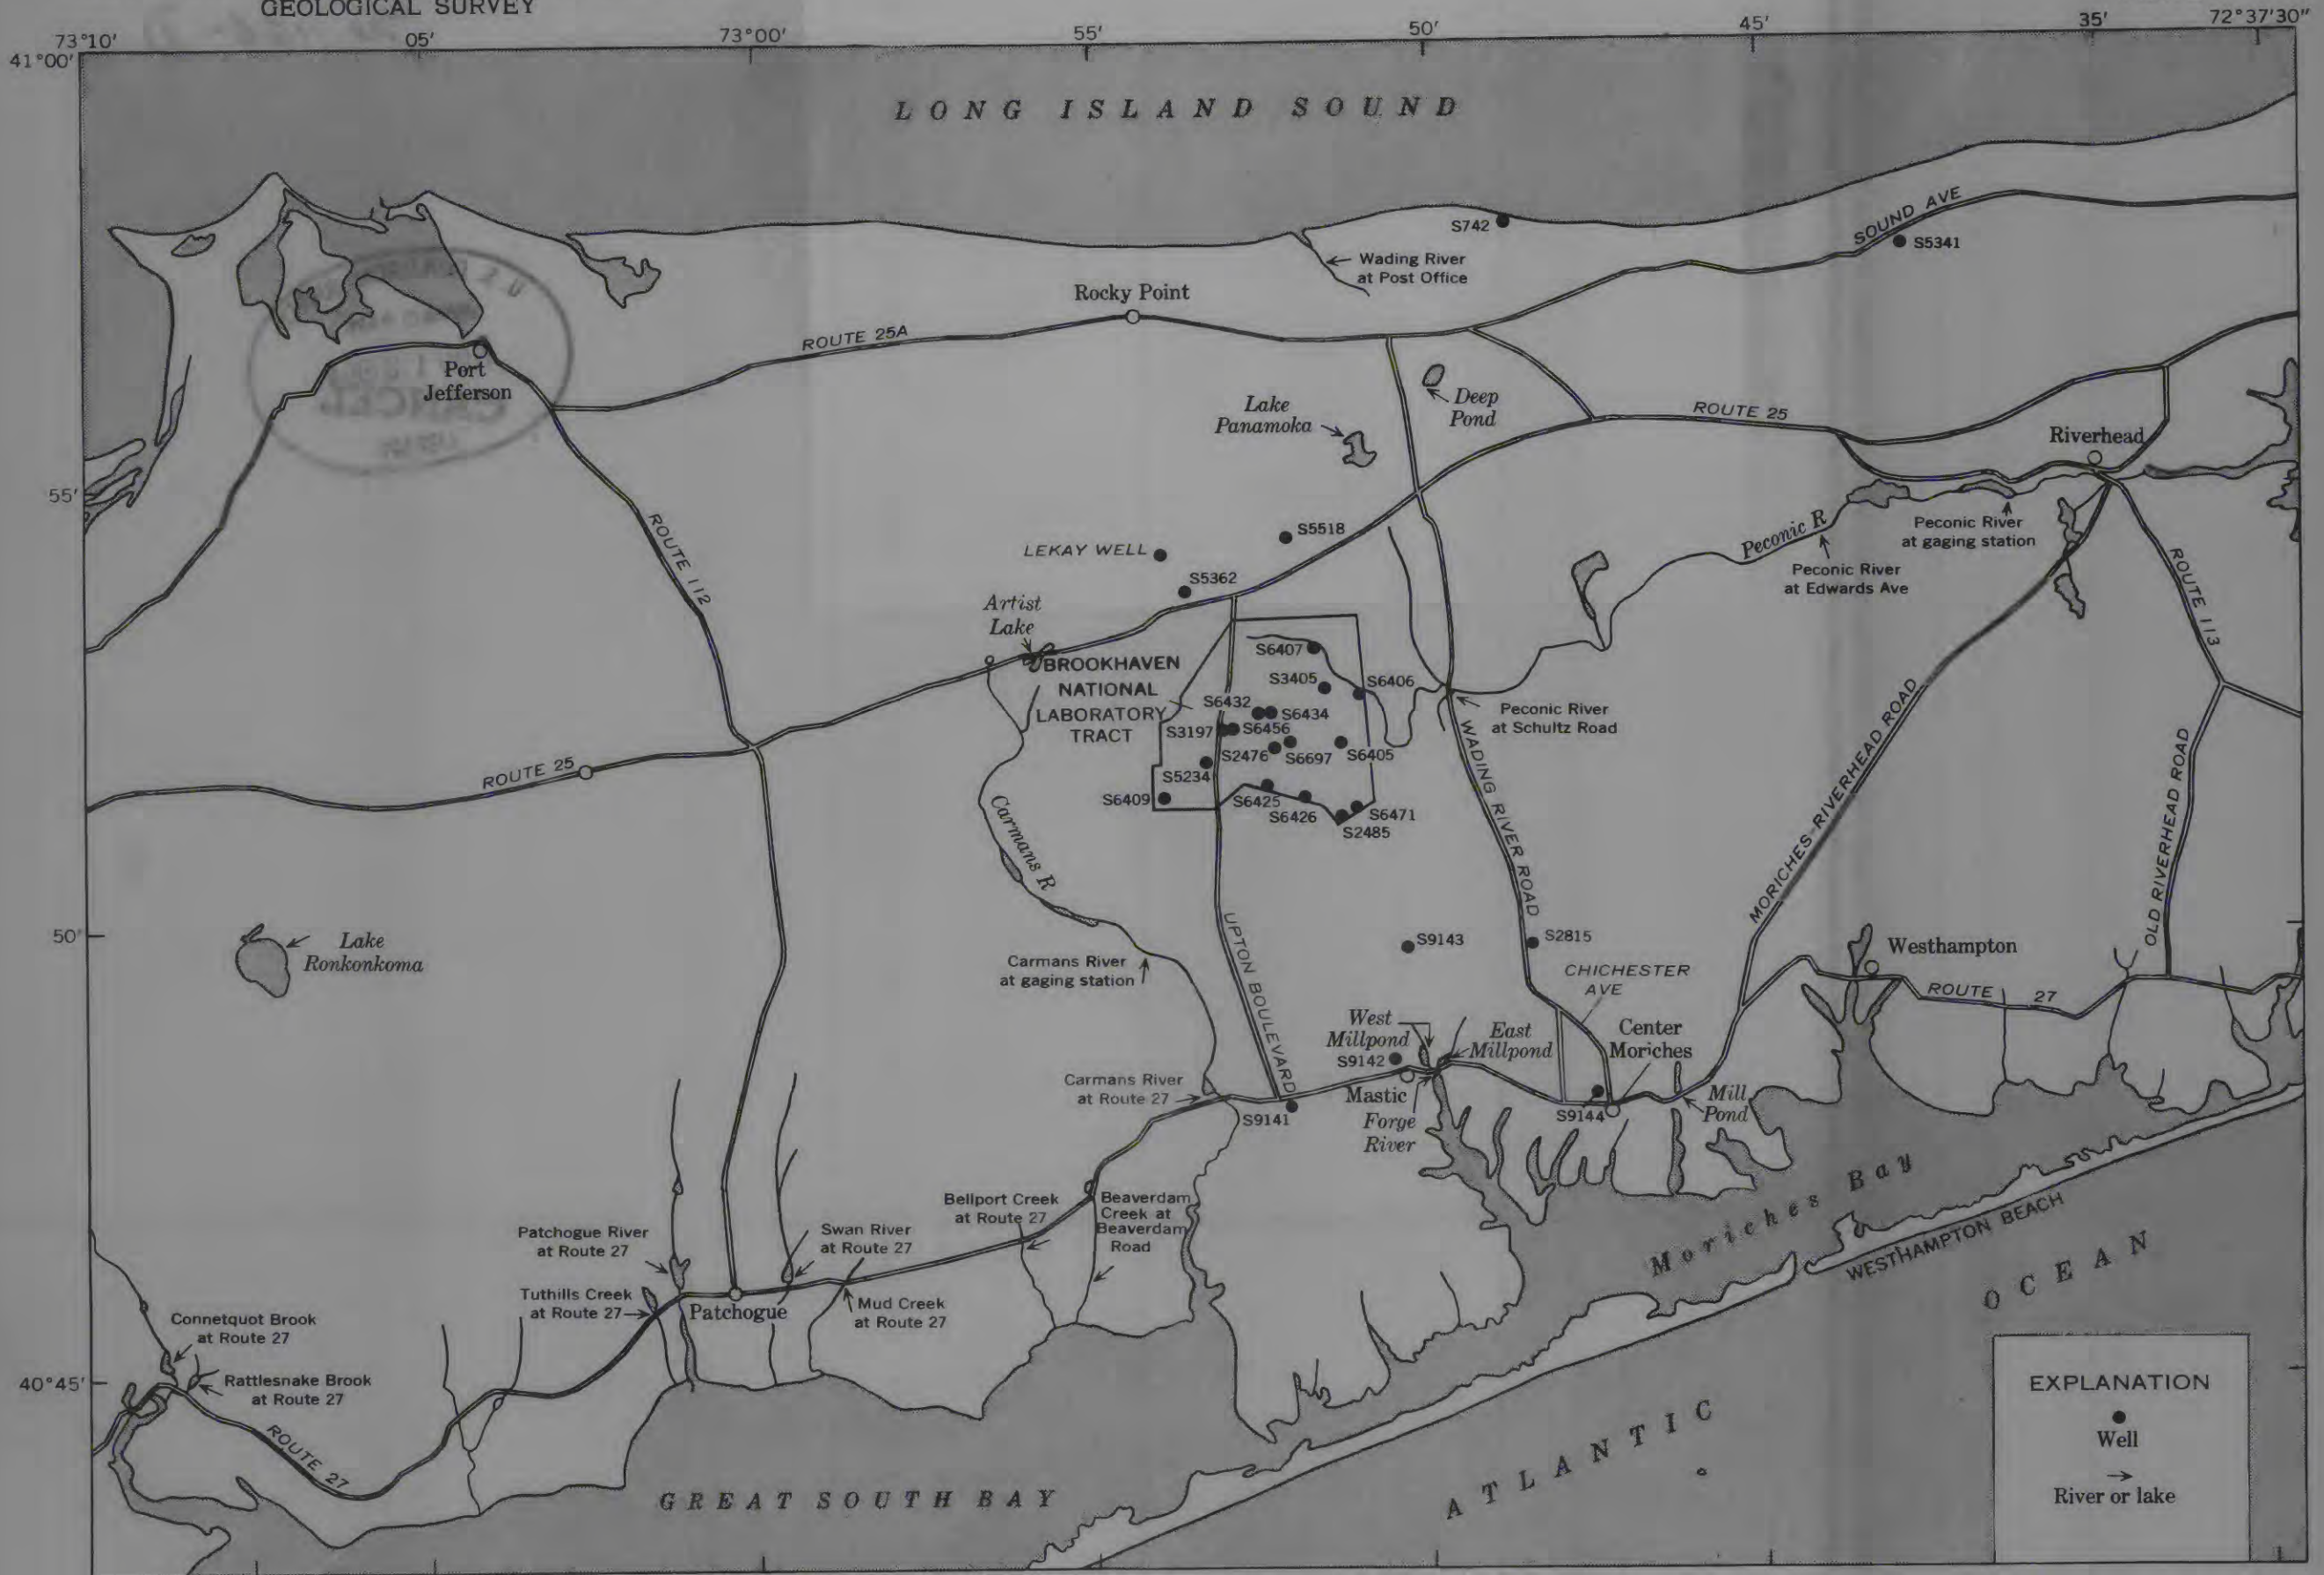 GEOLOGICAL SURVEY
73°10'
05'
73°00'
55'
50'
45'
35'
72°37'30"
41°00'
55'
50'
40°45'
LONG ISLAND SOUND
S742
Wading River
at Post Office
SOUND AVE
S5341
Rocky Point
ROUTE 25A
Port
Jefferson
Lake
Panamoka
Deep
Pond
ROUTE 25
Riverhead
ROUTE 112
LEKAY WELL
S5518
S5362
Peconic R
Peconic River
at gaging station
Peconic River
at Edwards Ave
ROUTE 113
Artist
Lake
BROOKHAVEN
NATIONAL
LABORATORY
TRACT
S6407
S3405
S6406
S6432
S6434
S3197
S6456
S2476
S6697
S6405
S5234
S6409
S6425
S6426
S6471
S2485
Peconic River
at Schultz Road
WADING RIVER ROAD
MORICHES-RIVERHEAD ROAD
OLD RIVERHEAD ROAD
ROUTE 25
Carmans R
Lake
Ronkonkoma
Carmans River
at gaging station
UPTON BOULEVARD
S9143
S2815
CHICHESTER
AVE
Westhampton
ROUTE 27
West
Millpond
East
Millpond
Center
Moriches
S9142
Mastic
Carmans River
at Route 27
S9141
Forge
River
S9144
Mill
Pond
Moriches Bay
WESTHAMPTON BEACH
Bellport Creek
at Route 27
Beaverdam
Creek at
Beaverdam
Road
Patchogue River
at Route 27
Swan River
at Route 27
Tuthills Creek
at Route 27
Patchogue
Mud Creek
at Route 27
Connetquot Brook
at Route 27
Rattlesnake Brook
at Route 27
ROUTE 27
GREAT SOUTH BAY
ATLANTIC OCEAN
EXPLANATION
Well
River or lake